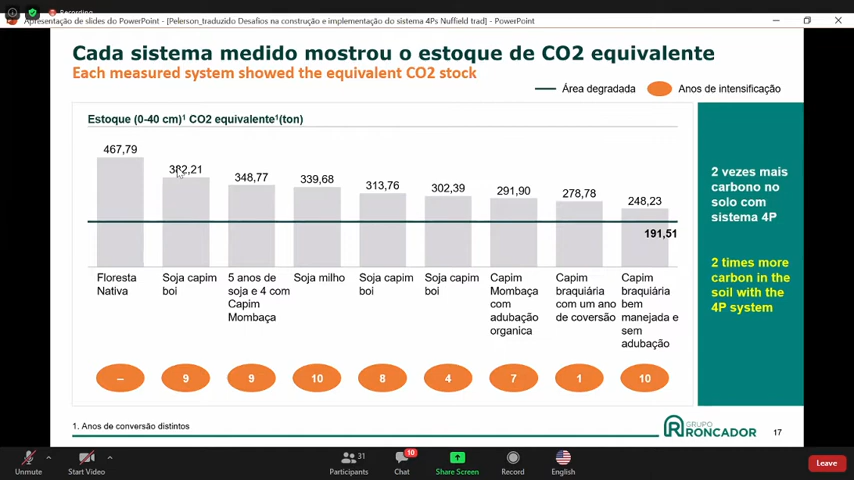 Recording
Apresentação de slides do PowerPoint - [Pelerson_traduzido Desafios na construção e implementação do sistema 4Ps Nuffield trad] - PowerPoint
Cada sistema medido mostrou o estoque de CO2 equivalente
Each measured system showed the equivalent CO2 stock
Área degradada
Anos de intensificação
Estoque (0-40 cm)¹ CO2 equivalente¹(ton)
467,79
382,21
348,77
339,68
313,76
302,39
291,90
278,78
248,23
191,51
Floresta
Nativa
Soja capim
boi
5 anos de
soja e 4 com
Capim
Mombaça
Soja milho
Soja capim
boi
Soja capim
boi
Capim
Mombaça
com
adubação
organica
Capim
braquiária
com um ano
de coversão
Capim
braquiária
bem
manejada e
sem
adubação
–
9
9
10
8
4
7
1
10
2 vezes mais
carbono no
solo com
sistema 4P
2 times more
carbon in the
soil with the
4P system
1. Anos de conversão distintos
GRUPO
RONCADOR
17
Unmute
Start Video
31
Participants
10
Chat
Share Screen
Record
English
Leave